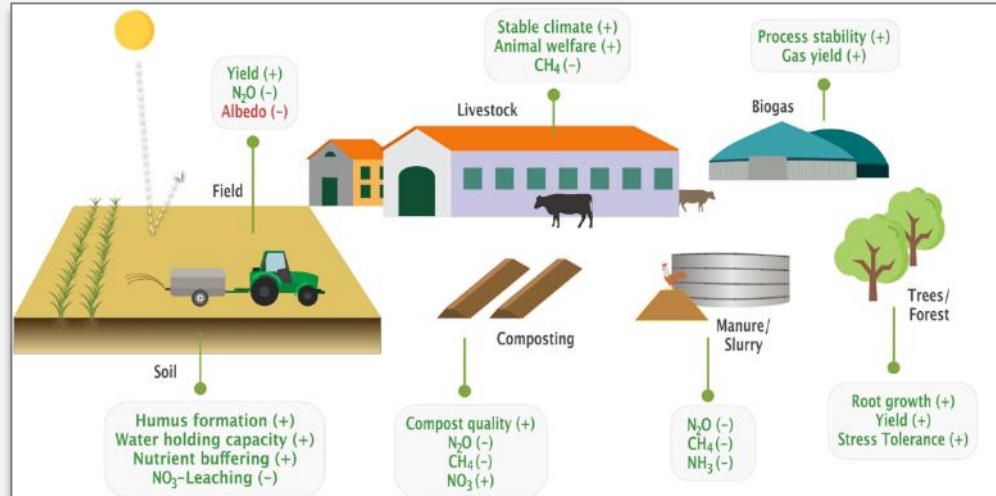 Yield (+)
N₂O (-)
Albedo (-)
Field
Stable climate (+)
Animal welfare (+)
CH₄ (-)
Livestock
Process stability (+)
Gas yield (+)
Biogas
Soil
Humus formation (+)
Water holding capacity (+)
Nutrient buffering (+)
NO₃-Leaching (-)
Composting
Compost quality (+)
N₂O (-)
CH₄ (-)
NO₃ (+)
Manure/
Slurry
N₂O (-)
CH₄ (-)
NH₃ (-)
Trees/
Forest
Root growth (+)
Yield (+)
Stress Tolerance (+)